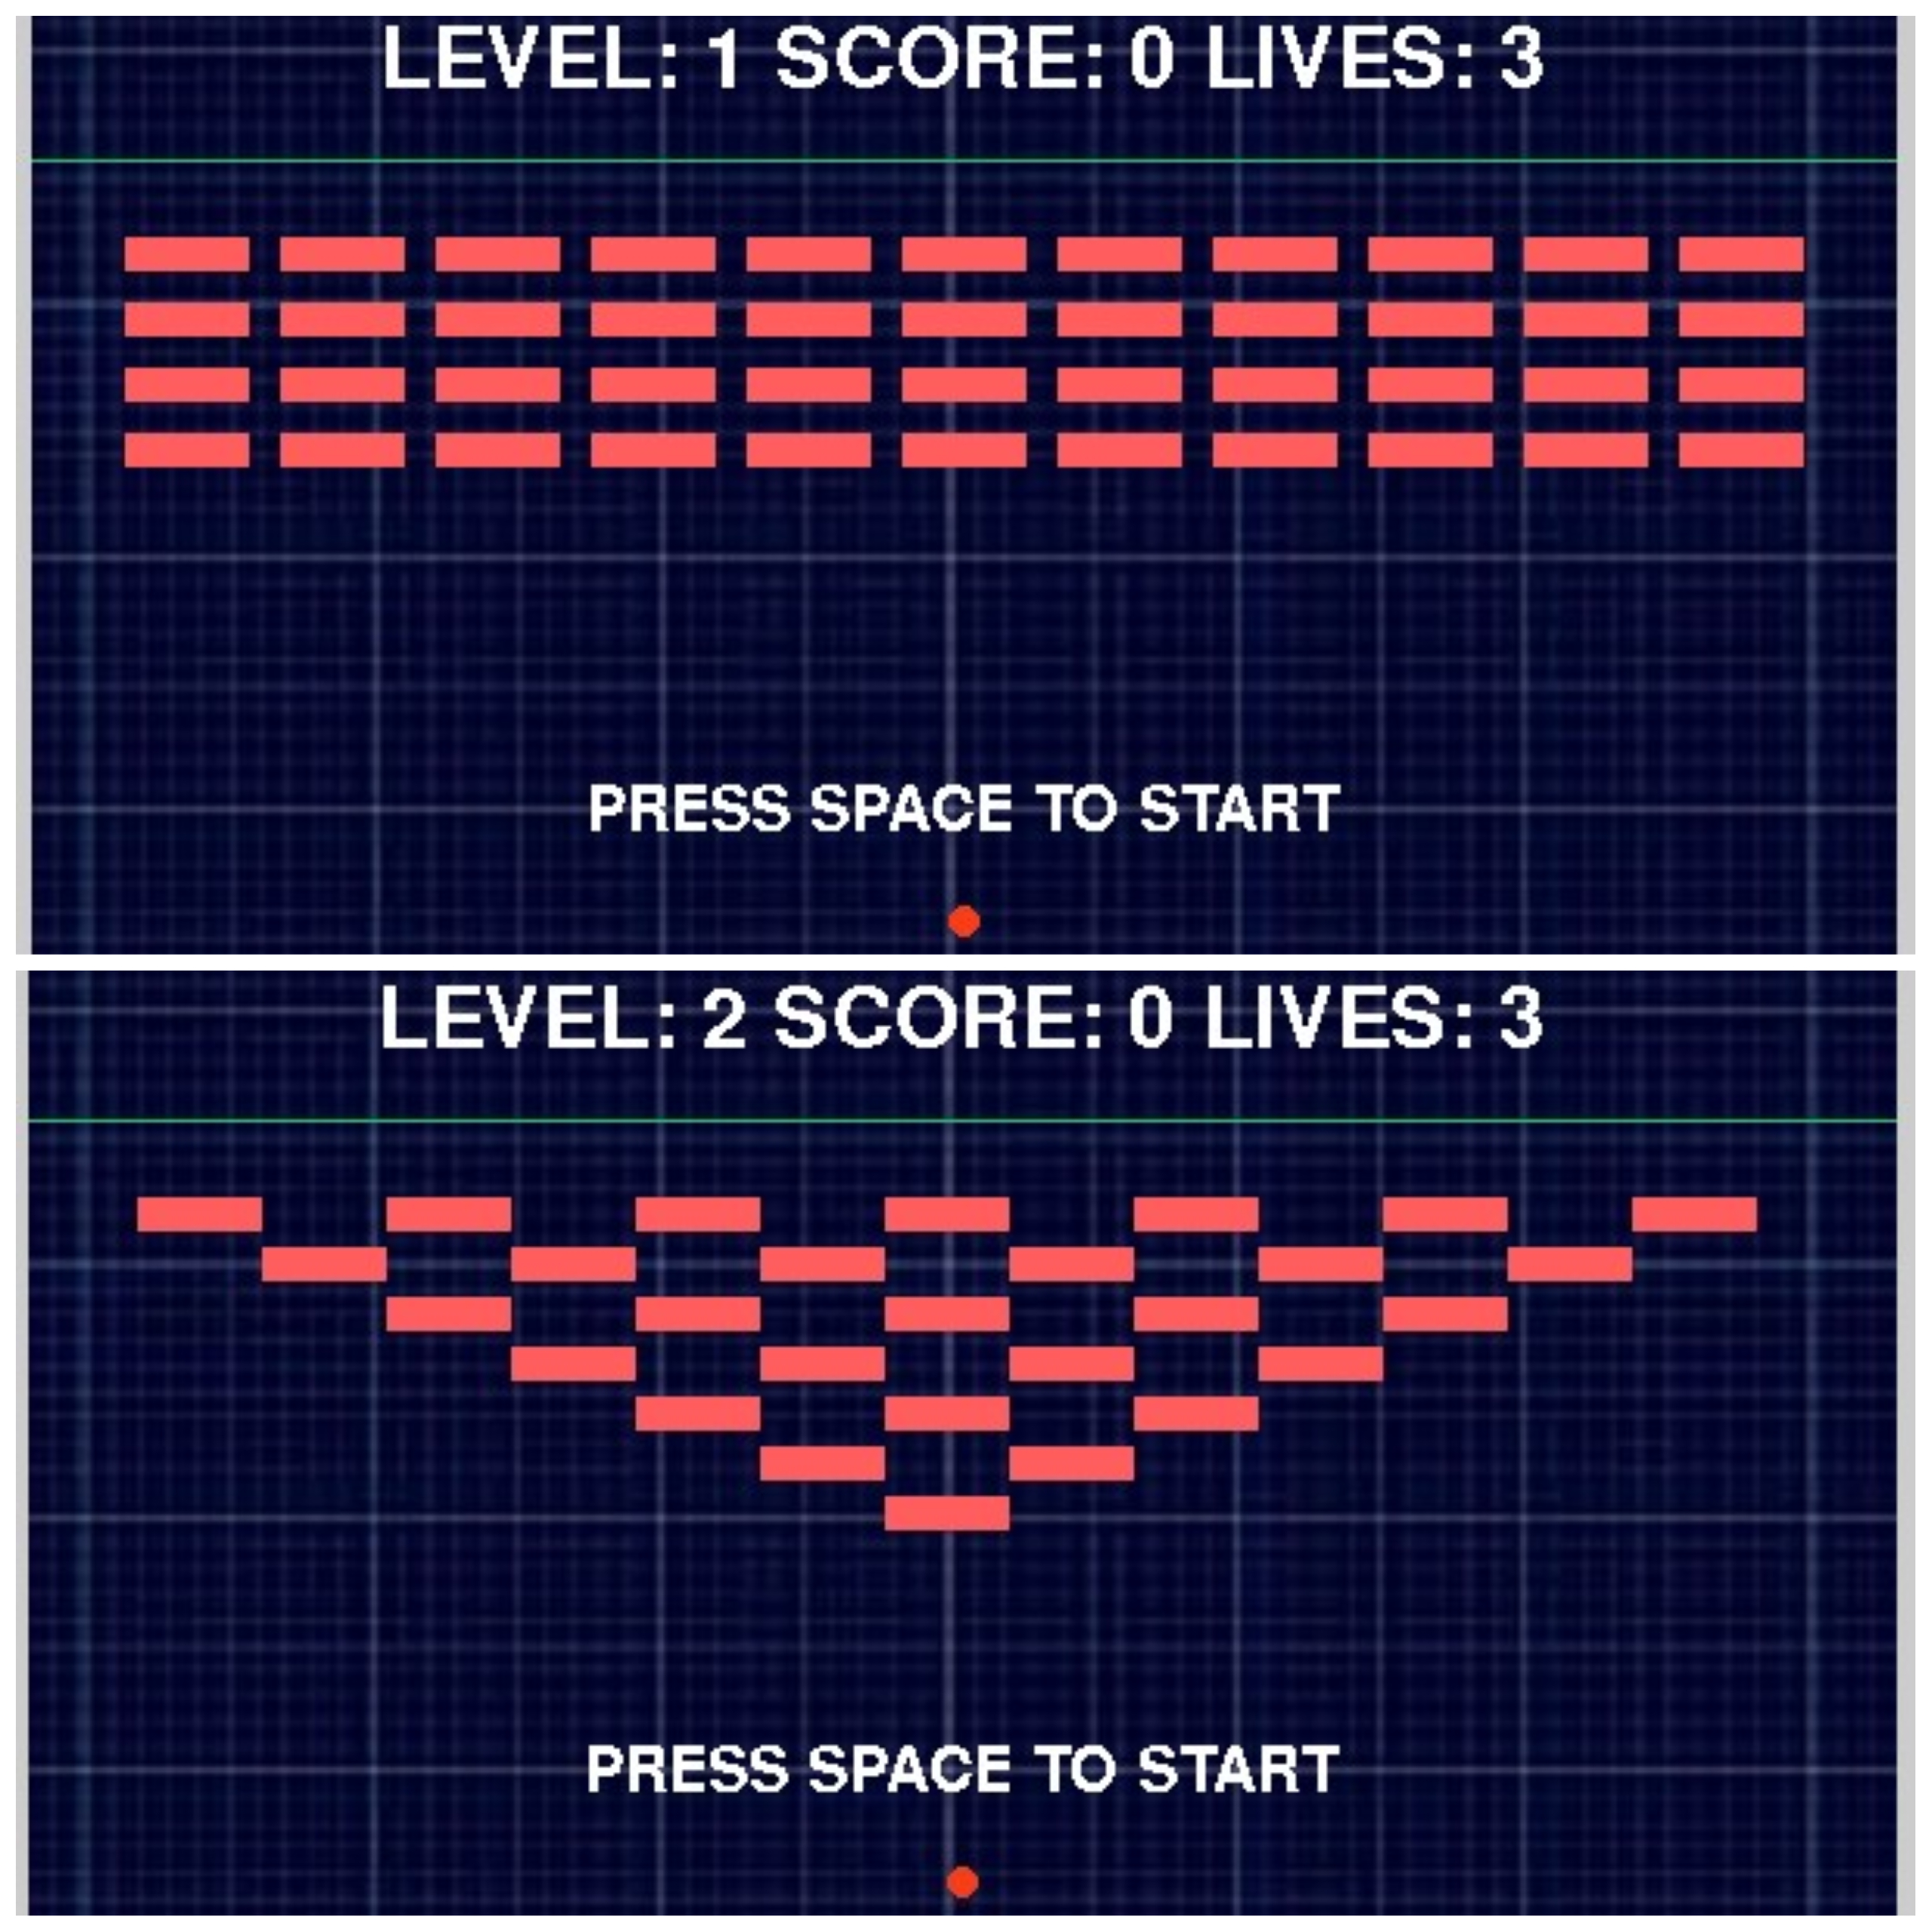 LEVEL: 1 SCORE: 0 LIVES: 3
PRESS SPACE TO START
LEVEL: 2 SCORE: 0 LIVES: 3
PRESS SPACE TO START